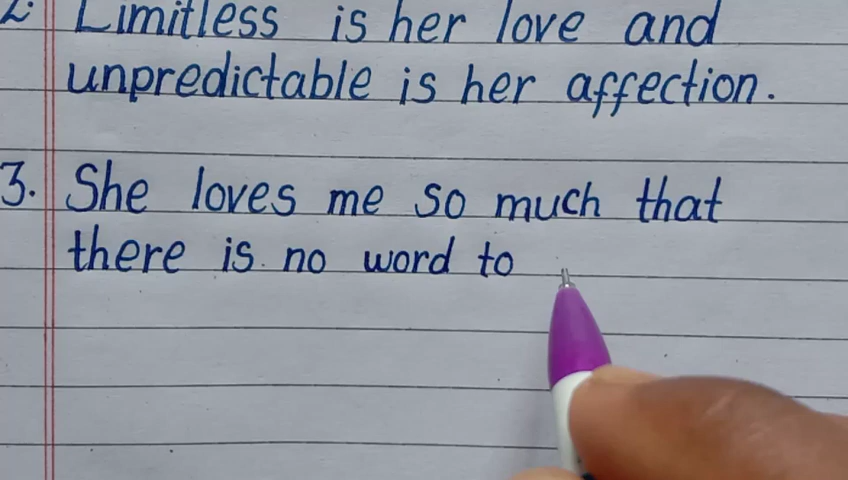 2. Limitless is her love and
unpredictable is her affection.
3. She loves me so much that
there is no word to